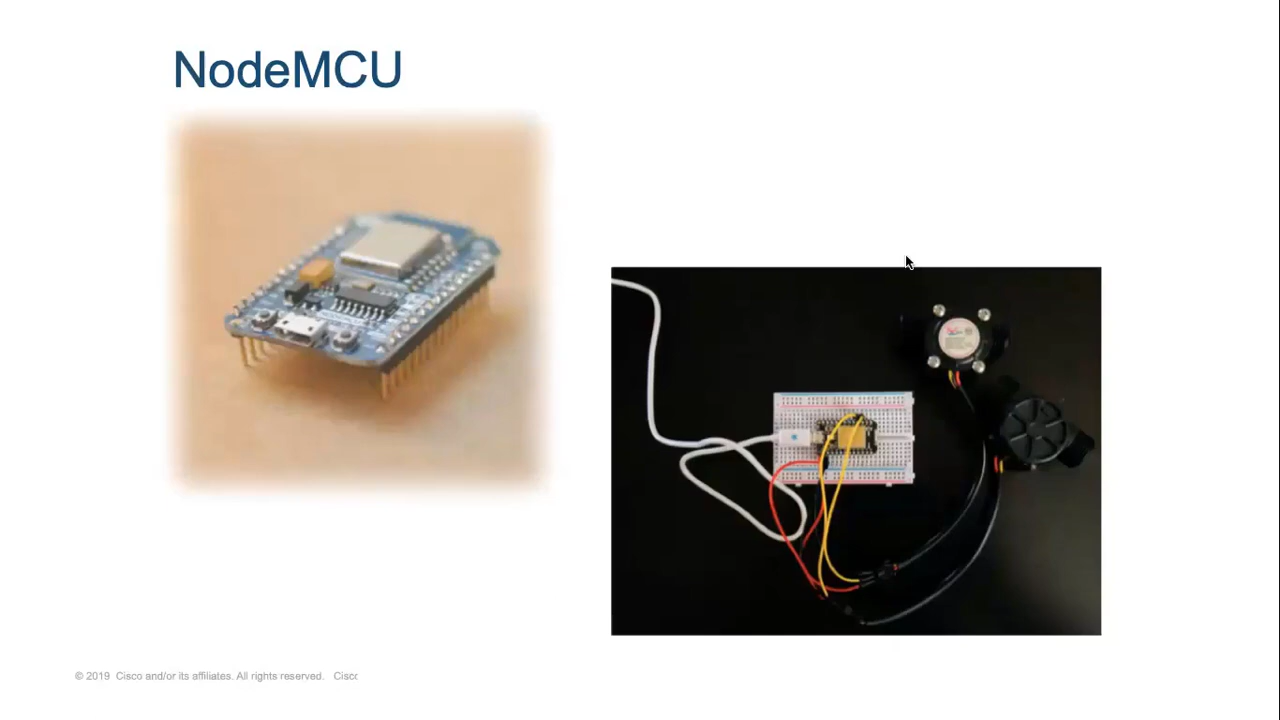 NodeMCU
© 2019 Cisco and/or its affiliates. All rights reserved. Cisco